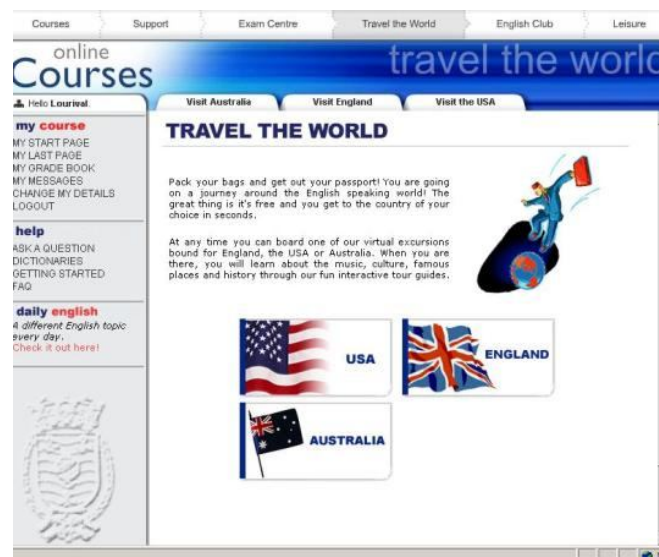 Courses Support Exam Centre Travel the World English Club Leisure
online
Courses
travel the world
Hello Lourival.
Visit Australia Visit England Visit the USA
my course
MY START PAGE
MY LAST PAGE
MY GRADE BOOK
MY MESSAGES
CHANGE MY DETAILS
LOGOUT
help
ASK A QUESTION
DICTIONARIES
GETTING STARTED
FAQ
daily english
A different English topic
every day.
Check it out here!
TRAVEL THE WORLD
Pack your bags and get out your passport! You are going
on a journey around the English speaking world! The
great thing is it's free and you get to the country of your
choice in seconds.
At any time you can board one of our virtual excursions
bound for England, the USA or Australia. When you are
there, you will learn about the music, culture, famous
places and history through our fun interactive tour guides.
USA
ENGLAND
AUSTRALIA